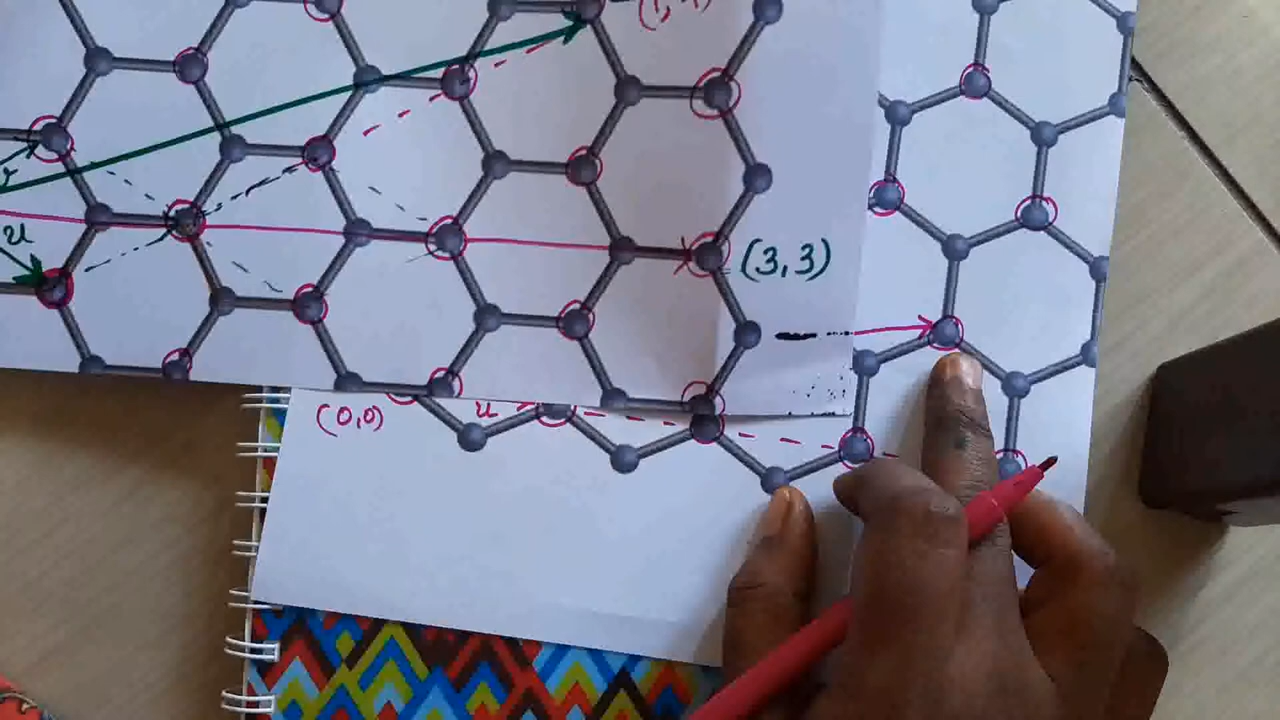 u
(3,3)
(0,0)
u